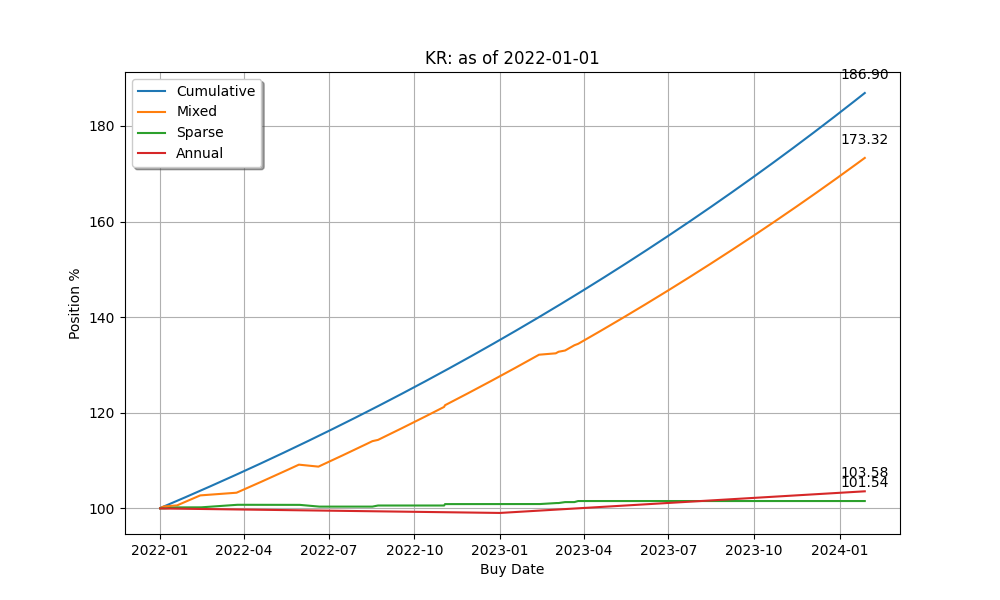 KR: as of 2022-01-01
186.90
Cumulative
Mixed
Sparse
Annual
180
173.32
160
Position %
140
120
103.58
101.54
100
2022-01 2022-04 2022-07 2022-10 2023-01 2023-04 2023-07 2023-10 2024-01
Buy Date